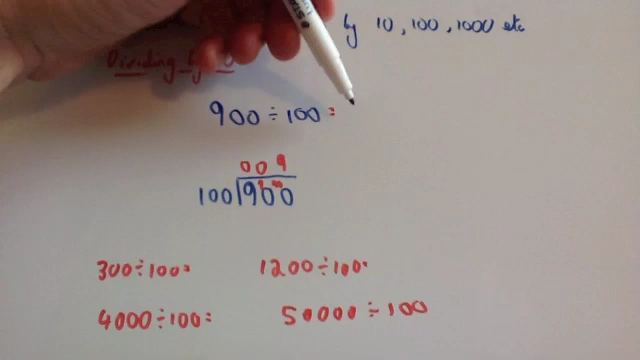 by 10, 100, 1000 etc
Dividing by
900 ÷ 100 =
009
100 900
300 ÷ 100=
1200 ÷ 100=
4000 ÷ 100=
50000 ÷ 100